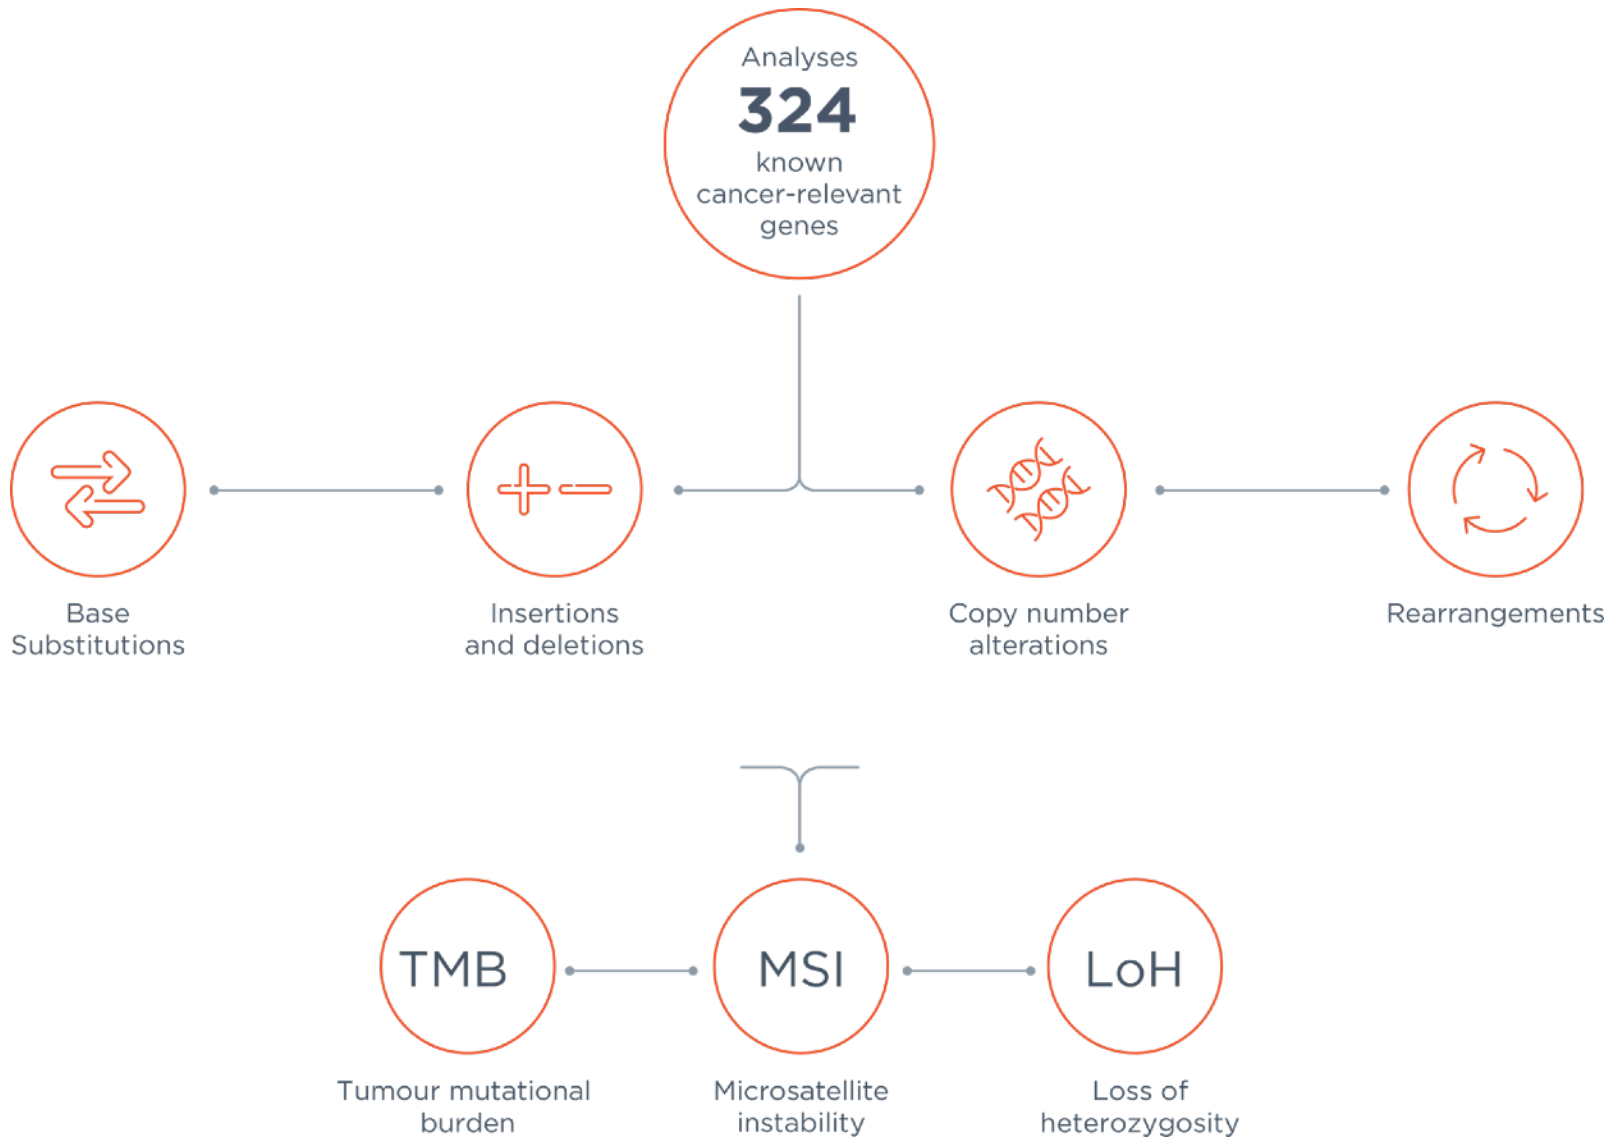 Analyses
324
known
cancer-relevant
genes
Base
Substitutions
Insertions
and deletions
Copy number
alterations
Rearrangements
TMB
MSI
LoH
Tumour mutational
burden
Microsatellite
instability
Loss of
heterozygosity